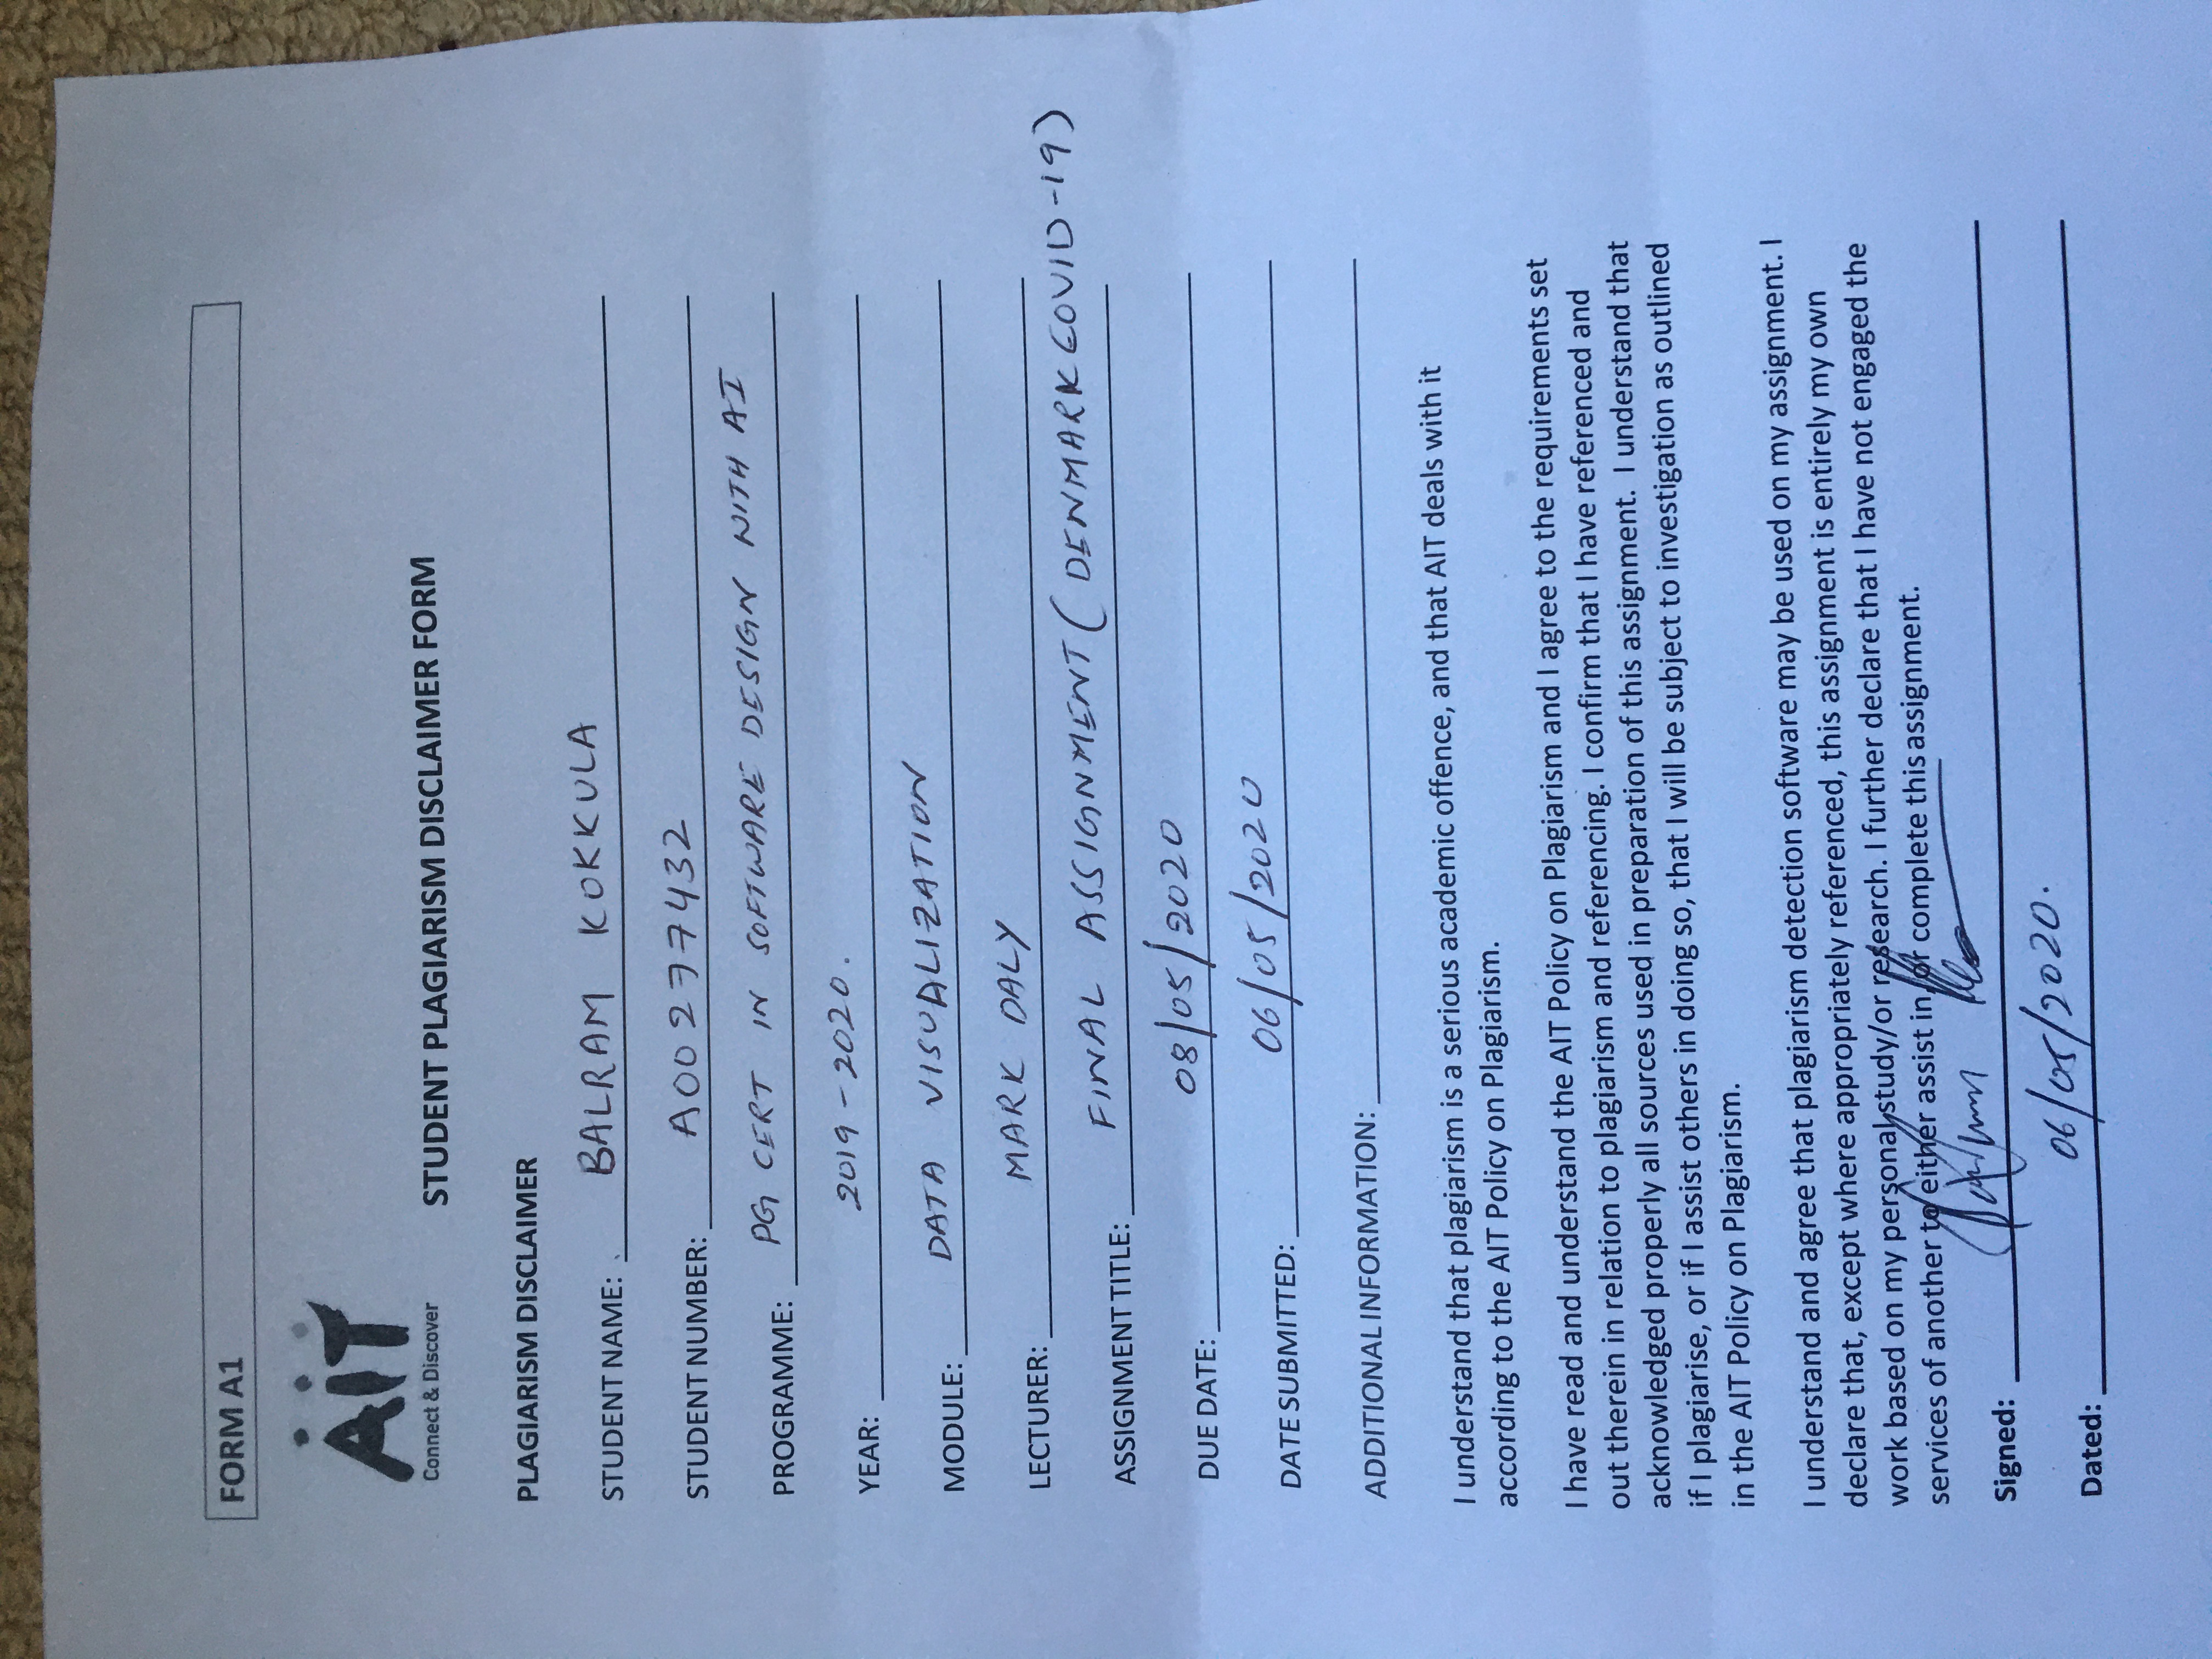 FORM A1
AIT
Connect & Discover
STUDENT PLAGIARISM DISCLAIMER FORM
PLAGIARISM DISCLAIMER
STUDENT NAME: BALRAM KOKKULA
STUDENT NUMBER: A00277432
PROGRAMME: PG CERT IN SOFTWARE DESIGN WITH AI
YEAR: 2019-2020.
MODULE: DATA VISUALIZATION
LECTURER: MARK DALY
ASSIGNMENT TITLE: FINAL ASSIGNMENT (DENMARK COVID-19)
DUE DATE: 08/05/2020
DATE SUBMITTED: 06/05/2020
ADDITIONAL INFORMATION:
I understand that plagiarism is a serious academic offence, and that AIT deals with it
according to the AIT Policy on Plagiarism.
I have read and understand the AIT Policy on Plagiarism and I agree to the requirements set
out therein in relation to plagiarism and referencing. I confirm that I have referenced and
acknowledged properly all sources used in preparation of this assignment. I understand that
if I plagiarise, or if I assist others in doing so, that I will be subject to investigation as outlined
in the AIT Policy on Plagiarism.
I understand and agree that plagiarism detection software may be used on my assignment. I
declare that, except where appropriately referenced, this assignment is entirely my own
work based on my personal study/or research. I further declare that I have not engaged the
services of another to either assist in, or complete this assignment.
Signed:
Dated: 06/05/2020.